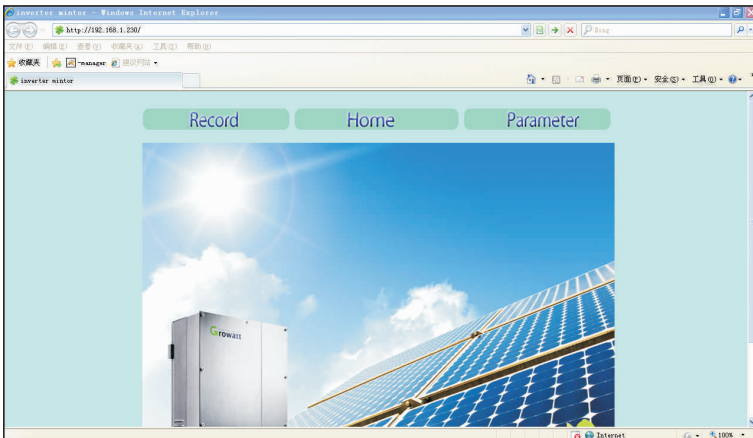 inverter mintor - Windows Internet Explorer
http://192.168.1.230/
Bing
文件(F) 编辑(E) 查看(V) 收藏夹(A) 工具(T) 帮助(H)
收藏夹 -manager 建议网站
inverter mintor
页面(P) 安全(S) 工具(O)
Record Home Parameter
Growatt
Internet 100%